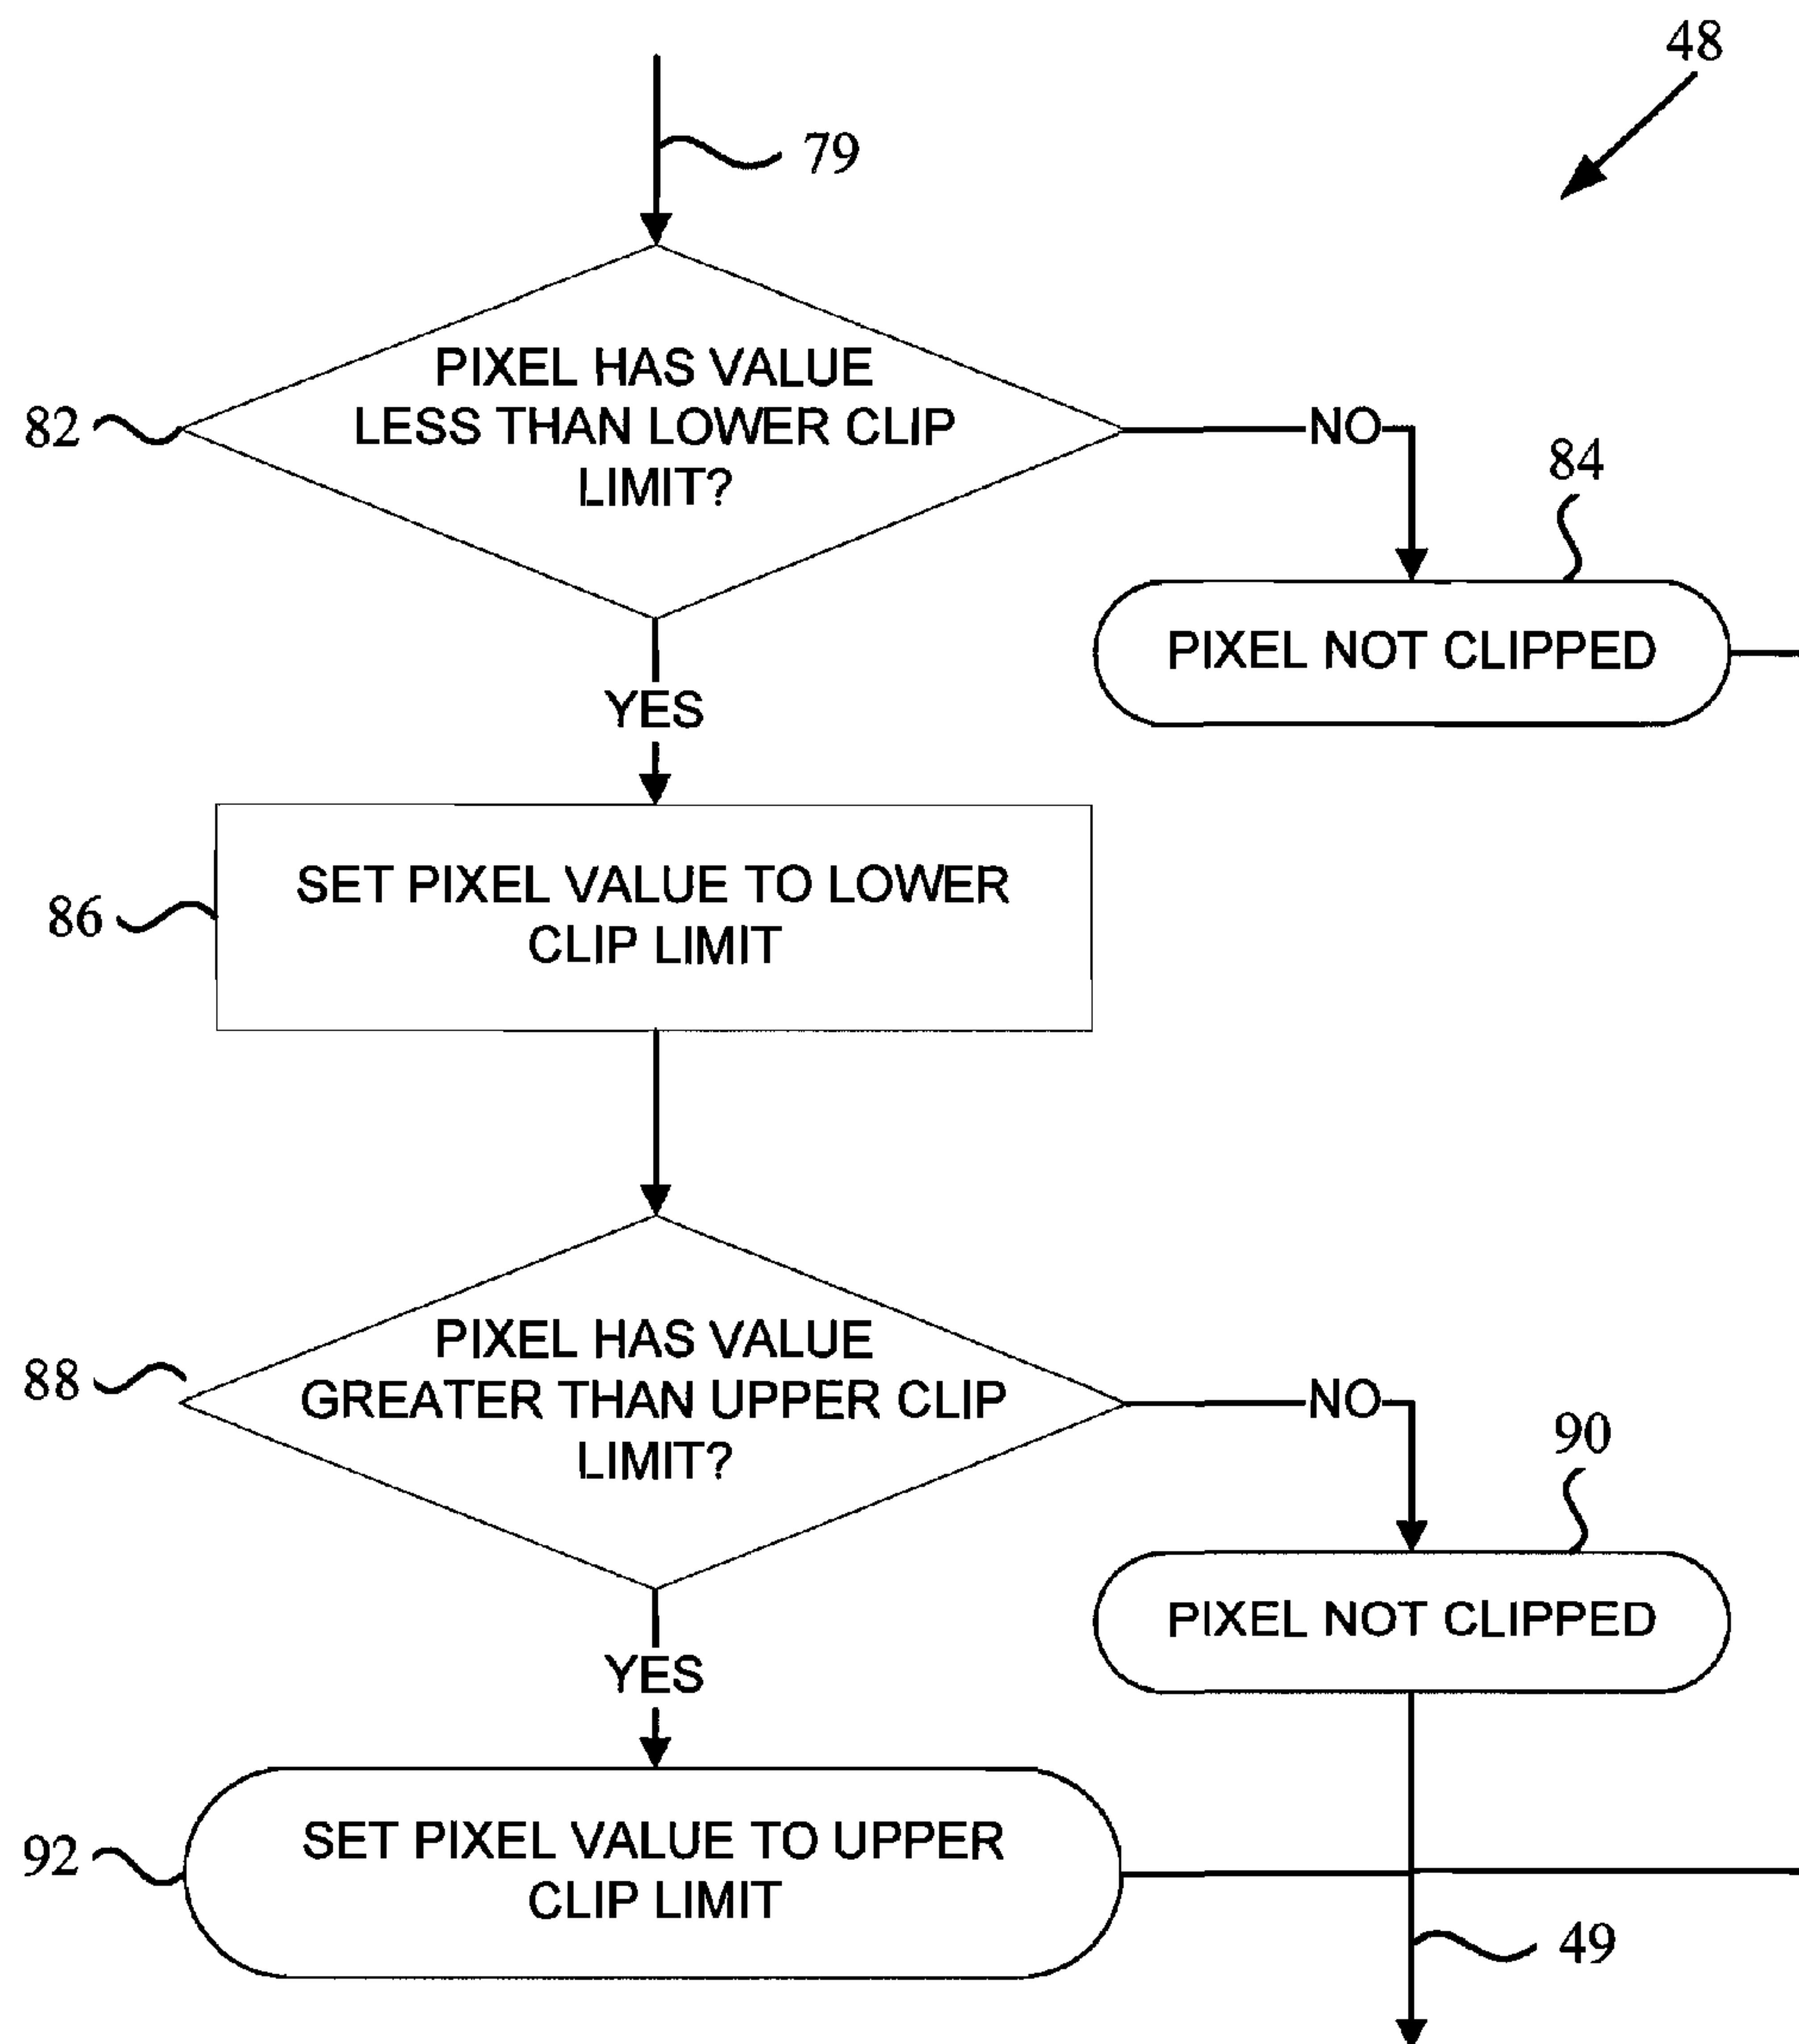 48
79
PIXEL HAS VALUE
LESS THAN LOWER CLIP
LIMIT?
82
NO
84
PIXEL NOT CLIPPED
YES
SET PIXEL VALUE TO LOWER
CLIP LIMIT
86
PIXEL HAS VALUE
GREATER THAN UPPER CLIP
LIMIT?
88
NO
90
PIXEL NOT CLIPPED
YES
SET PIXEL VALUE TO UPPER
CLIP LIMIT
92
49